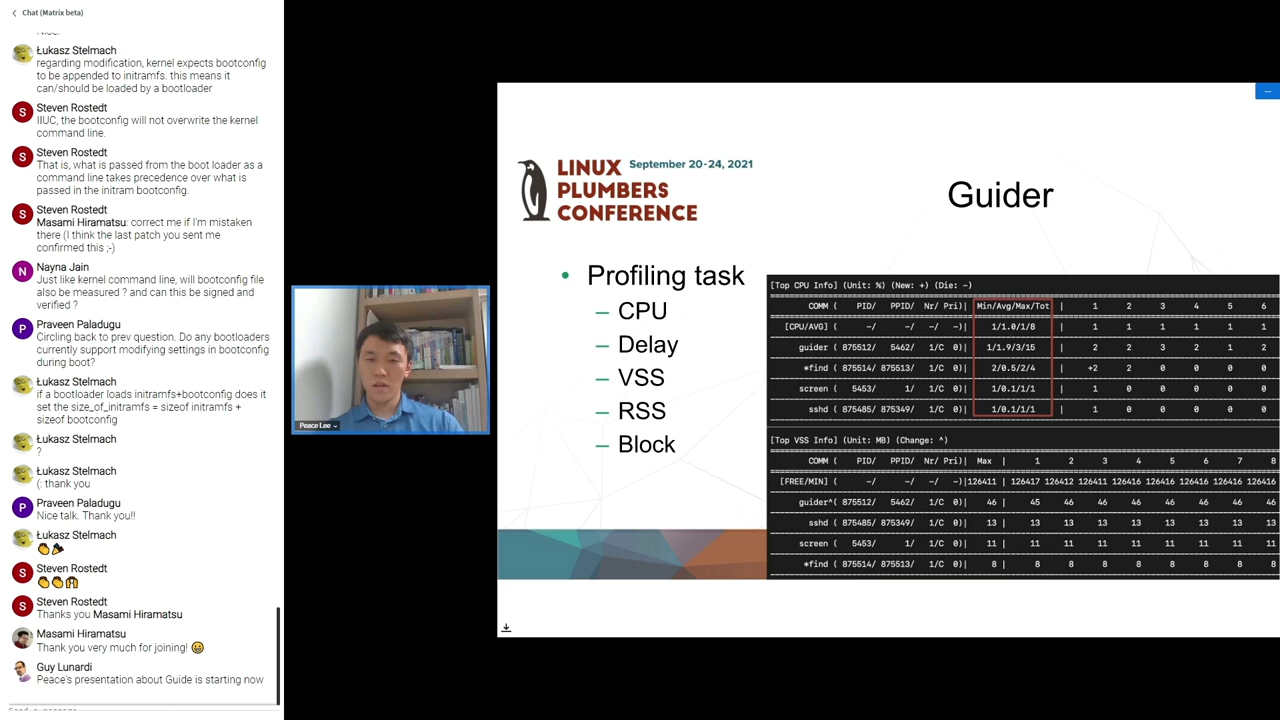 Chat (Matrix beta)
Nice.
Łukasz Stelmach
regarding modification, kernel expects bootconfig
to be appended to initramfs. this means it
can/should be loaded by a bootloader
S
Steven Rostedt
IIUC, the bootconfig will not overwrite the kernel
command line.
S
Steven Rostedt
That is, what is passed from the boot loader as a
command line takes precedence over what is
passed in the initram bootconfig.
S
Steven Rostedt
Masami Hiramatsu: correct me if I'm mistaken
there (I think the last patch you sent me
confirmed this ;-)
N
Nayna Jain
Just like kernel command line, will bootconfig file
also be measured ? and can this be signed and
verified ?
P
Praveen Paladugu
Circling back to prev question. Do any bootloaders
currently support modifying settings in bootconfig
during boot?
Łukasz Stelmach
if a bootloader loads initramfs+bootconfig does it
set the size_of_initramfs = sizeof initramfs +
sizeof bootconfig
Łukasz Stelmach
?
Łukasz Stelmach
(: thank you
P
Praveen Paladugu
Nice talk. Thank you!!
Łukasz Stelmach
S
Steven Rostedt
S
Steven Rostedt
Thanks you Masami Hiramatsu
Masami Hiramatsu
Thank you very much for joining!
Guy Lunardi
Peace's presentation about Guide is starting now
Send a message
Peace Lee
LINUX September 20-24, 2021
PLUMBERS
CONFERENCE
Guider
• Profiling task
– CPU
– Delay
– VSS
– RSS
– Block
[Top CPU Info] (Unit: %) (New: +) (Die: -)
COMM ( PID/ PPID/ Nr/ Pri)| Min/Avg/Max/Tot | 1 2 3 4 5 6
[CPU/AVG] ( -/ -/ -/ -)| 1/1.0/1/8 | 1 1 1 1 1 1
guider ( 875512/ 5462/ 1/C 0)| 1/1.9/3/15 | 2 2 3 2 1 2
*find ( 875514/ 875513/ 1/C 0)| 2/0.5/2/4 | +2 2 0 0 0 0
screen ( 5453/ 1/ 1/C 0)| 1/0.1/1/1 | 1 0 0 0 0 0
sshd ( 875485/ 875349/ 1/C 0)| 1/0.1/1/1 | 1 0 0 0 0 0
[Top VSS Info] (Unit: MB) (Change: ^)
COMM ( PID/ PPID/ Nr/ Pri)| Max | 1 2 3 4 5 6 7 8
[FREE/MIN] ( -/ -/ -/ -)|126411 | 126417 126412 126411 126416 126416 126416 126416 126416
guider^( 875512/ 5462/ 1/C 0)| 46 | 45 46 46 46 46 46 46 46
sshd ( 875485/ 875349/ 1/C 0)| 13 | 13 13 13 13 13 13 13 13
screen ( 5453/ 1/ 1/C 0)| 11 | 11 11 11 11 11 11 11 11
*find ( 875514/ 875513/ 1/C 0)| 8 | 8 8 0 0 0 0 0 0